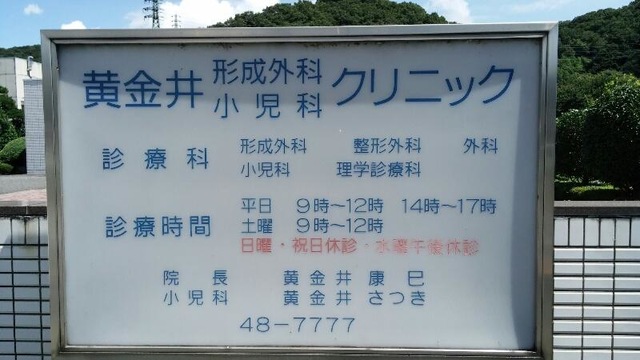 黄金井 形成外科 小児科 クリニック
診療科 形成外科 整形外科 外科
小児科 理学診療科
診療時間 平日 9時～12時 14時～17時
土曜 9時～12時
日曜・祝日休診・水曜午後休診
院長 黄金井康巳
小児科 黄金井さつき
48-7777